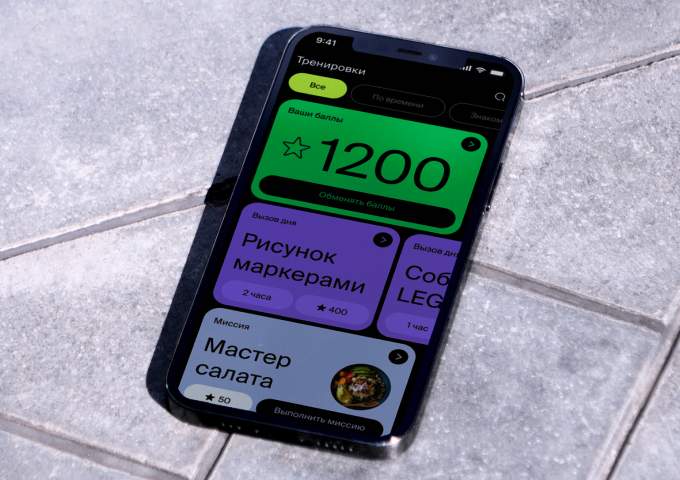 9:41
Тренировки
Все
По времени
Знаком
Ваши баллы
1200
Обменять баллы
Вызов дня
Рисунок
маркерами
2 часа
400
Вызов дня
Соб
LEG
1 час
Миссия
Мастер
салата
50
Выполнить миссию